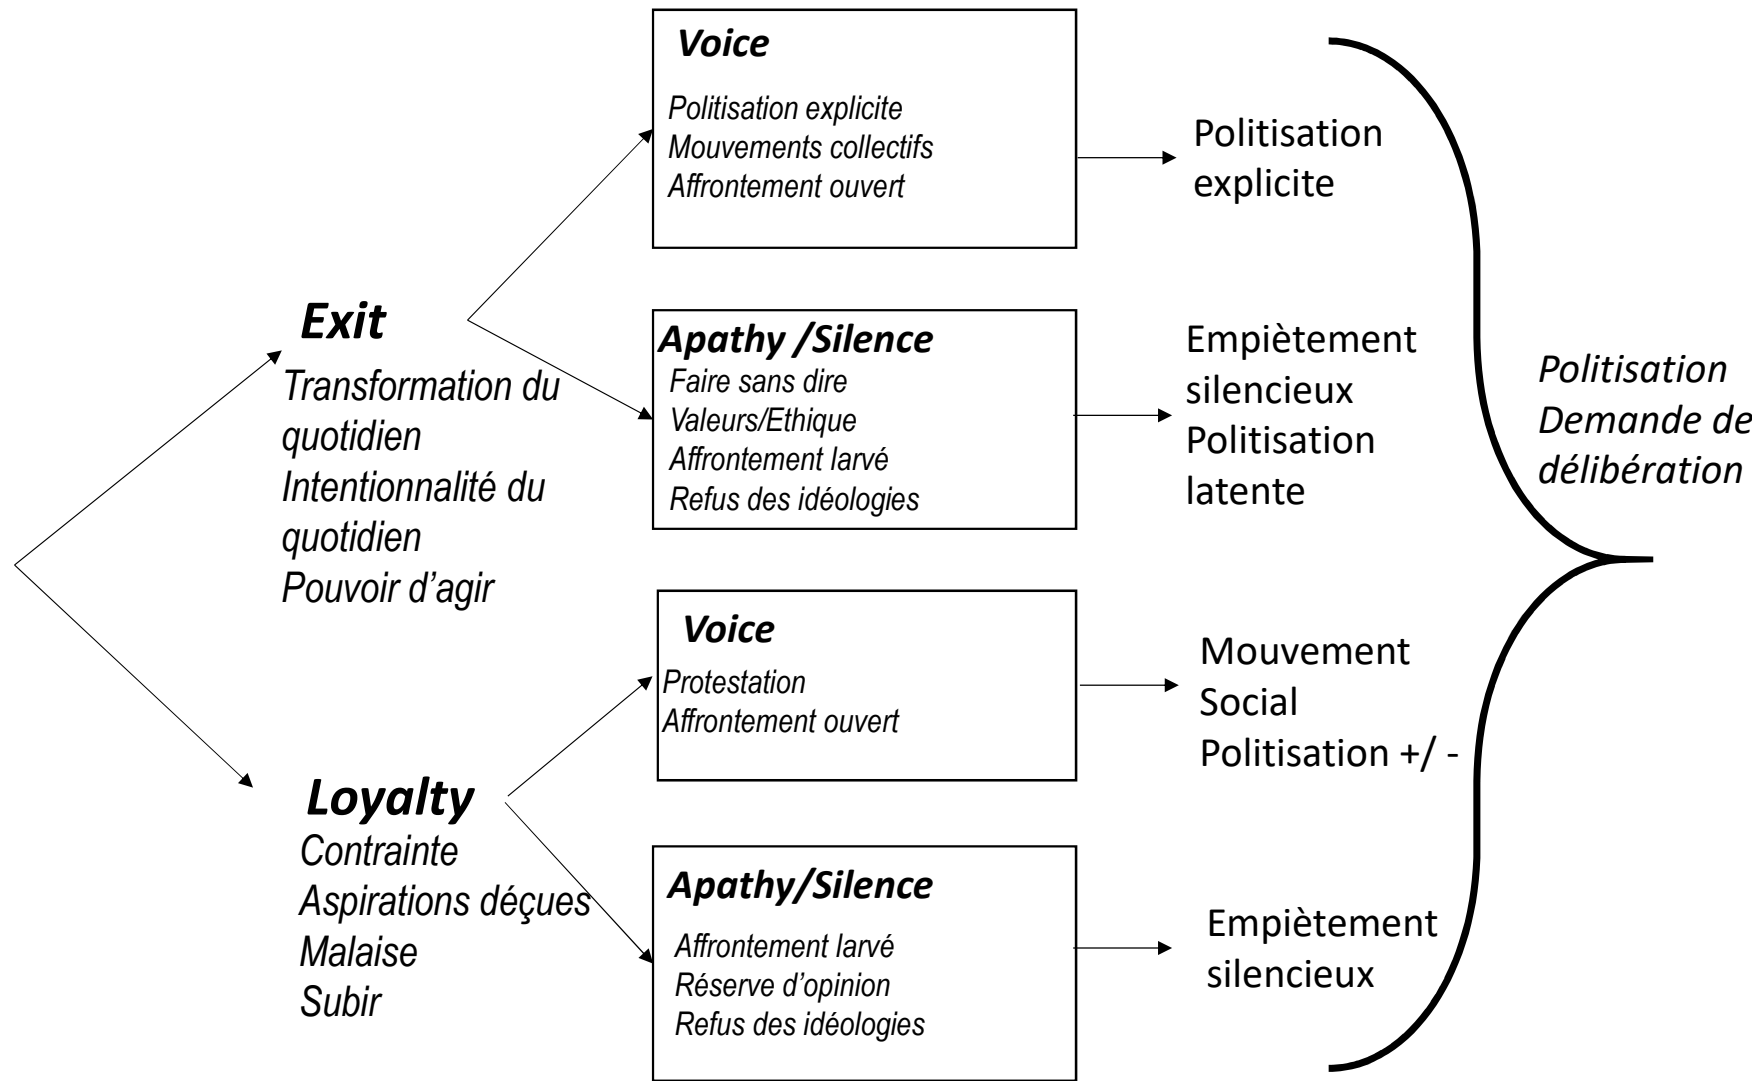 Voice
Politisation explicite
Mouvements collectifs
Affrontement ouvert
Politisation
explicite
Exit
Transformation du
quotidien
Intentionnalité du
quotidien
Pouvoir d'agir
Apathy /Silence
Faire sans dire
Valeurs/Ethique
Affrontement larvé
Refus des idéologies
Empiètement
silencieux
Politisation
latente
Politisation
Demande de
délibération
Voice
Protestation
Affrontement ouvert
Mouvement
Social
Politisation +/ -
Loyalty
Contrainte
Aspirations déçues
Malaise
Subir
Apathy/Silence
Affrontement larvé
Réserve d'opinion
Refus des idéologies
Empiètement
silencieux